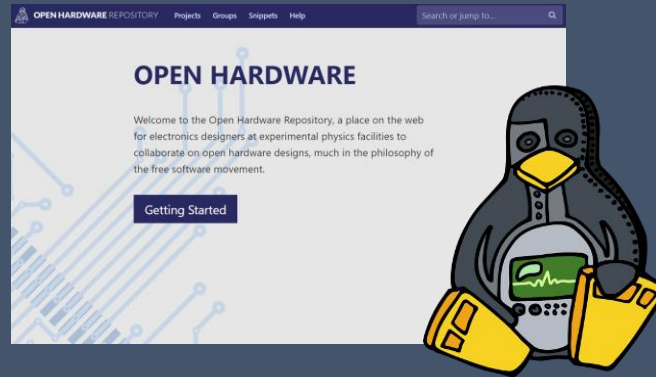 OPEN HARDWARE REPOSITORY Projects Groups Snippets Help Search or jump to...
OPEN HARDWARE
Welcome to the Open Hardware Repository, a place on the web
for electronics designers at experimental physics facilities to
collaborate on open hardware designs, much in the philosophy of
the free software movement.
Getting Started